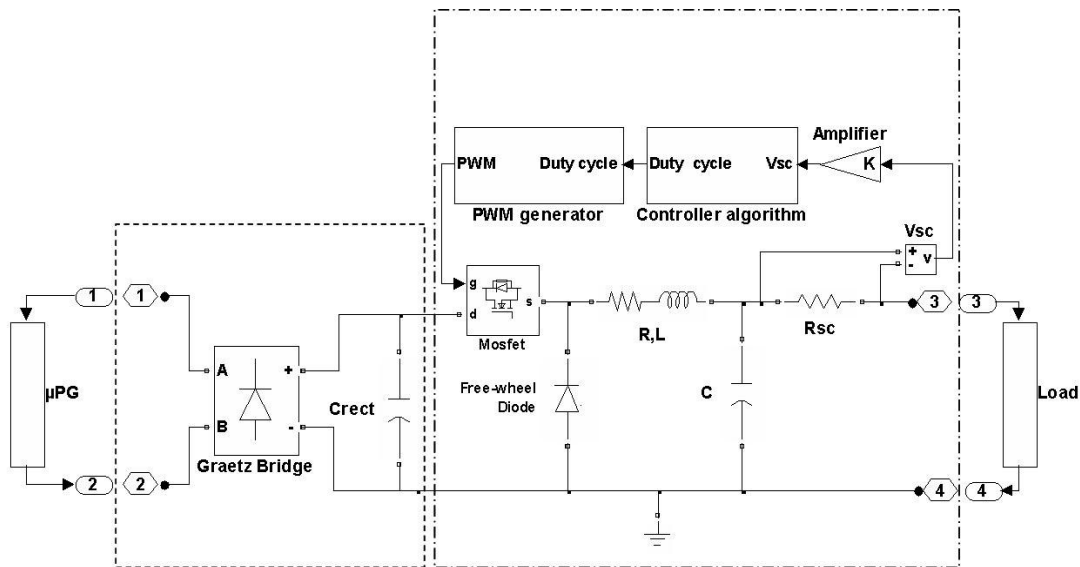 Amplifier
PWM
Duty cycle
Duty cycle
Vsc
K
PWM generator
Controller algorithm
Vsc
+
-
v
1
1
g
d
s
3
3
Mosfet
R,L
Rsc
µPG
A
B
+
-
Crect
Free-wheel
Diode
C
Load
Graetz Bridge
2
2
4
4